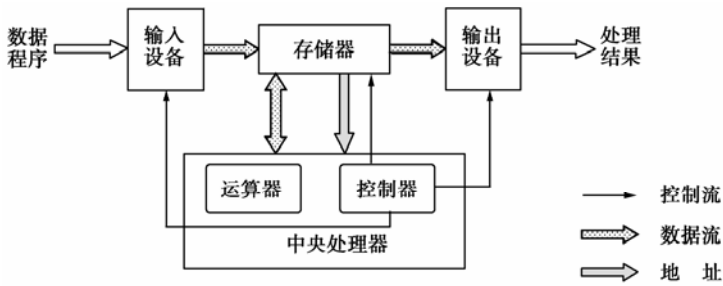 数据
程序
输入
设备
存储器
输出
设备
处理
结果
运算器
控制器
中央处理器
控制流
数据流
地 址